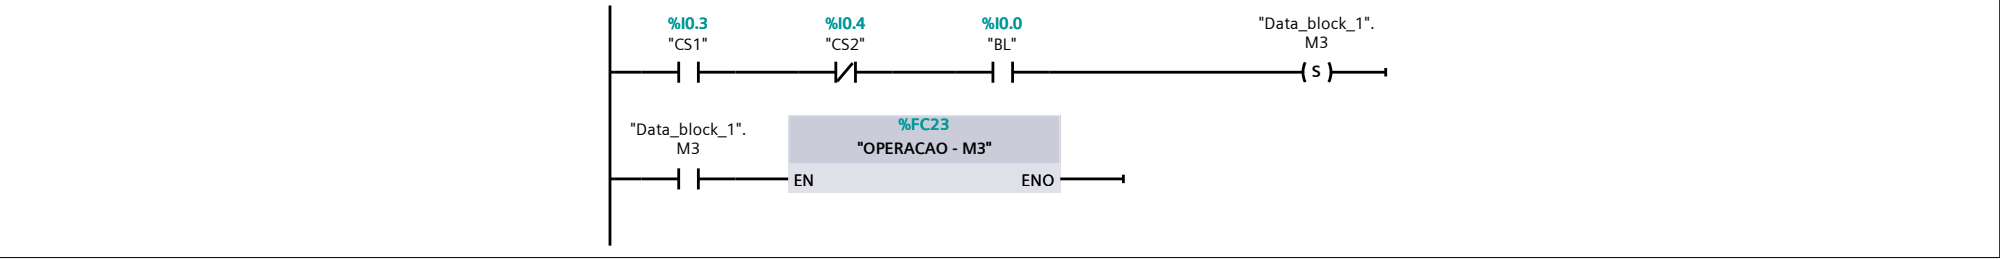 %I0.3 %I0.4 %I0.0 "Data_block_1".
"CS1" "CS2" "BL" M3
S
"Data_block_1".
M3
%FC23
"OPERACAO - M3"
EN ENO